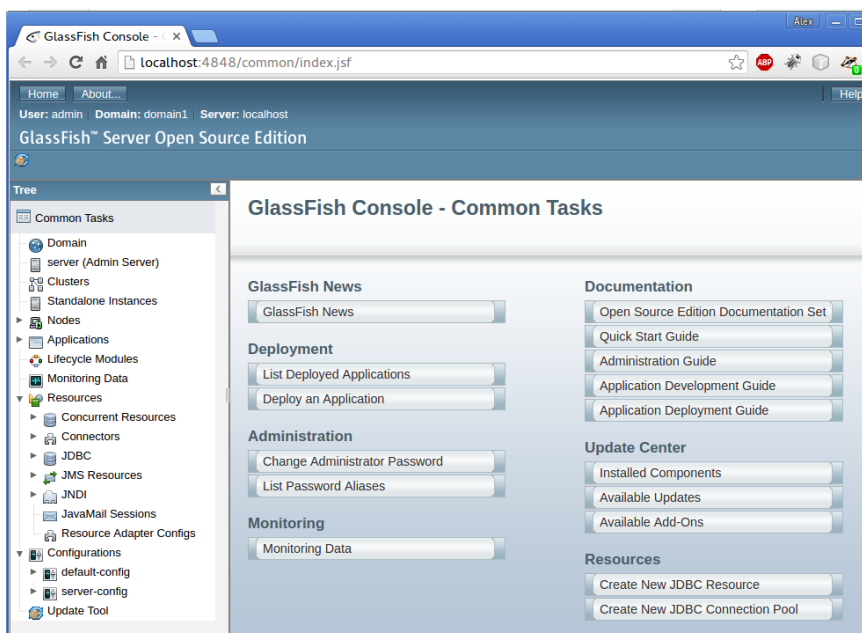 Alex
GlassFish Console - 
localhost:4848/common/index.jsf
ABP
0
Home About... Help
User: admin Domain: domain1 Server: localhost
GlassFish™ Server Open Source Edition
Tree
Common Tasks
Domain
server (Admin Server)
Clusters
Standalone Instances
Nodes
Applications
Lifecycle Modules
Monitoring Data
Resources
Concurrent Resources
Connectors
JDBC
JMS Resources
JNDI
JavaMail Sessions
Resource Adapter Configs
Configurations
default-config
server-config
Update Tool
GlassFish Console - Common Tasks
GlassFish News
GlassFish News
Deployment
List Deployed Applications
Deploy an Application
Administration
Change Administrator Password
List Password Aliases
Monitoring
Monitoring Data
Documentation
Open Source Edition Documentation Set
Quick Start Guide
Administration Guide
Application Development Guide
Application Deployment Guide
Update Center
Installed Components
Available Updates
Available Add-Ons
Resources
Create New JDBC Resource
Create New JDBC Connection Pool